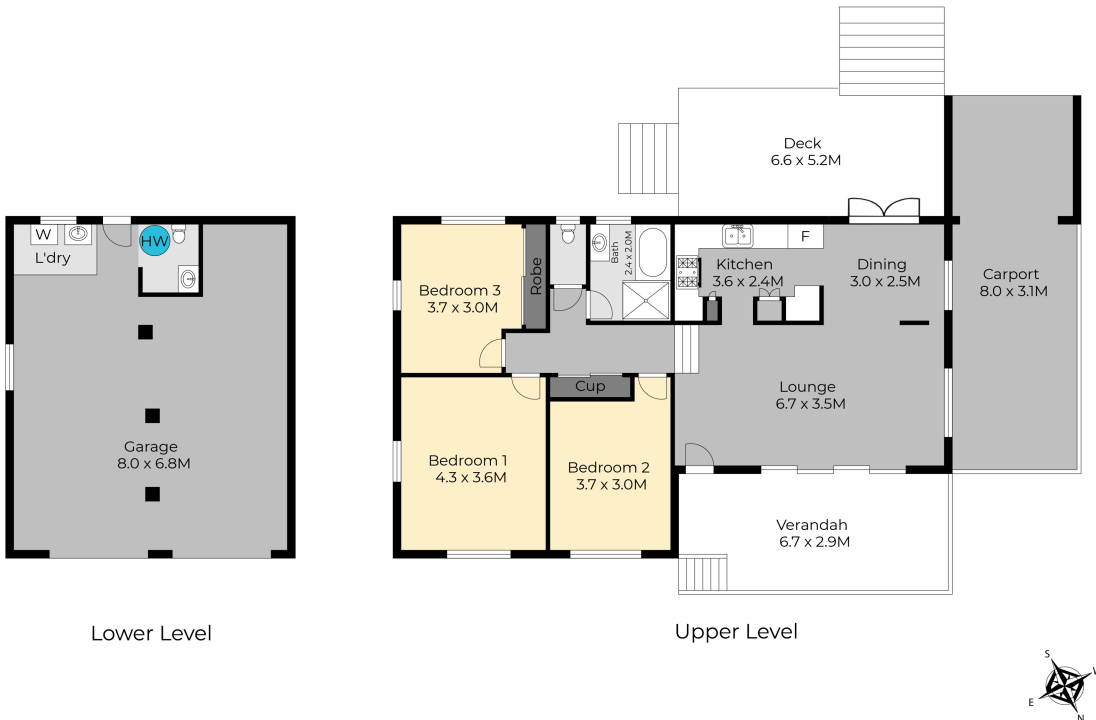 Deck
6.6 x 5.2M
W
HW
L'dry
Robe
Bath
2.4 x 2.0M
F
Kitchen
3.6 x 2.4M
Dining
3.0 x 2.5M
Carport
8.0 x 3.1M
Bedroom 3
3.7 x 3.0M
Cup
Lounge
6.7 x 3.5M
Garage
8.0 x 6.8M
Bedroom 1
4.3 x 3.6M
Bedroom 2
3.7 x 3.0M
Verandah
6.7 x 2.9M
Lower Level
Upper Level
S
E
N